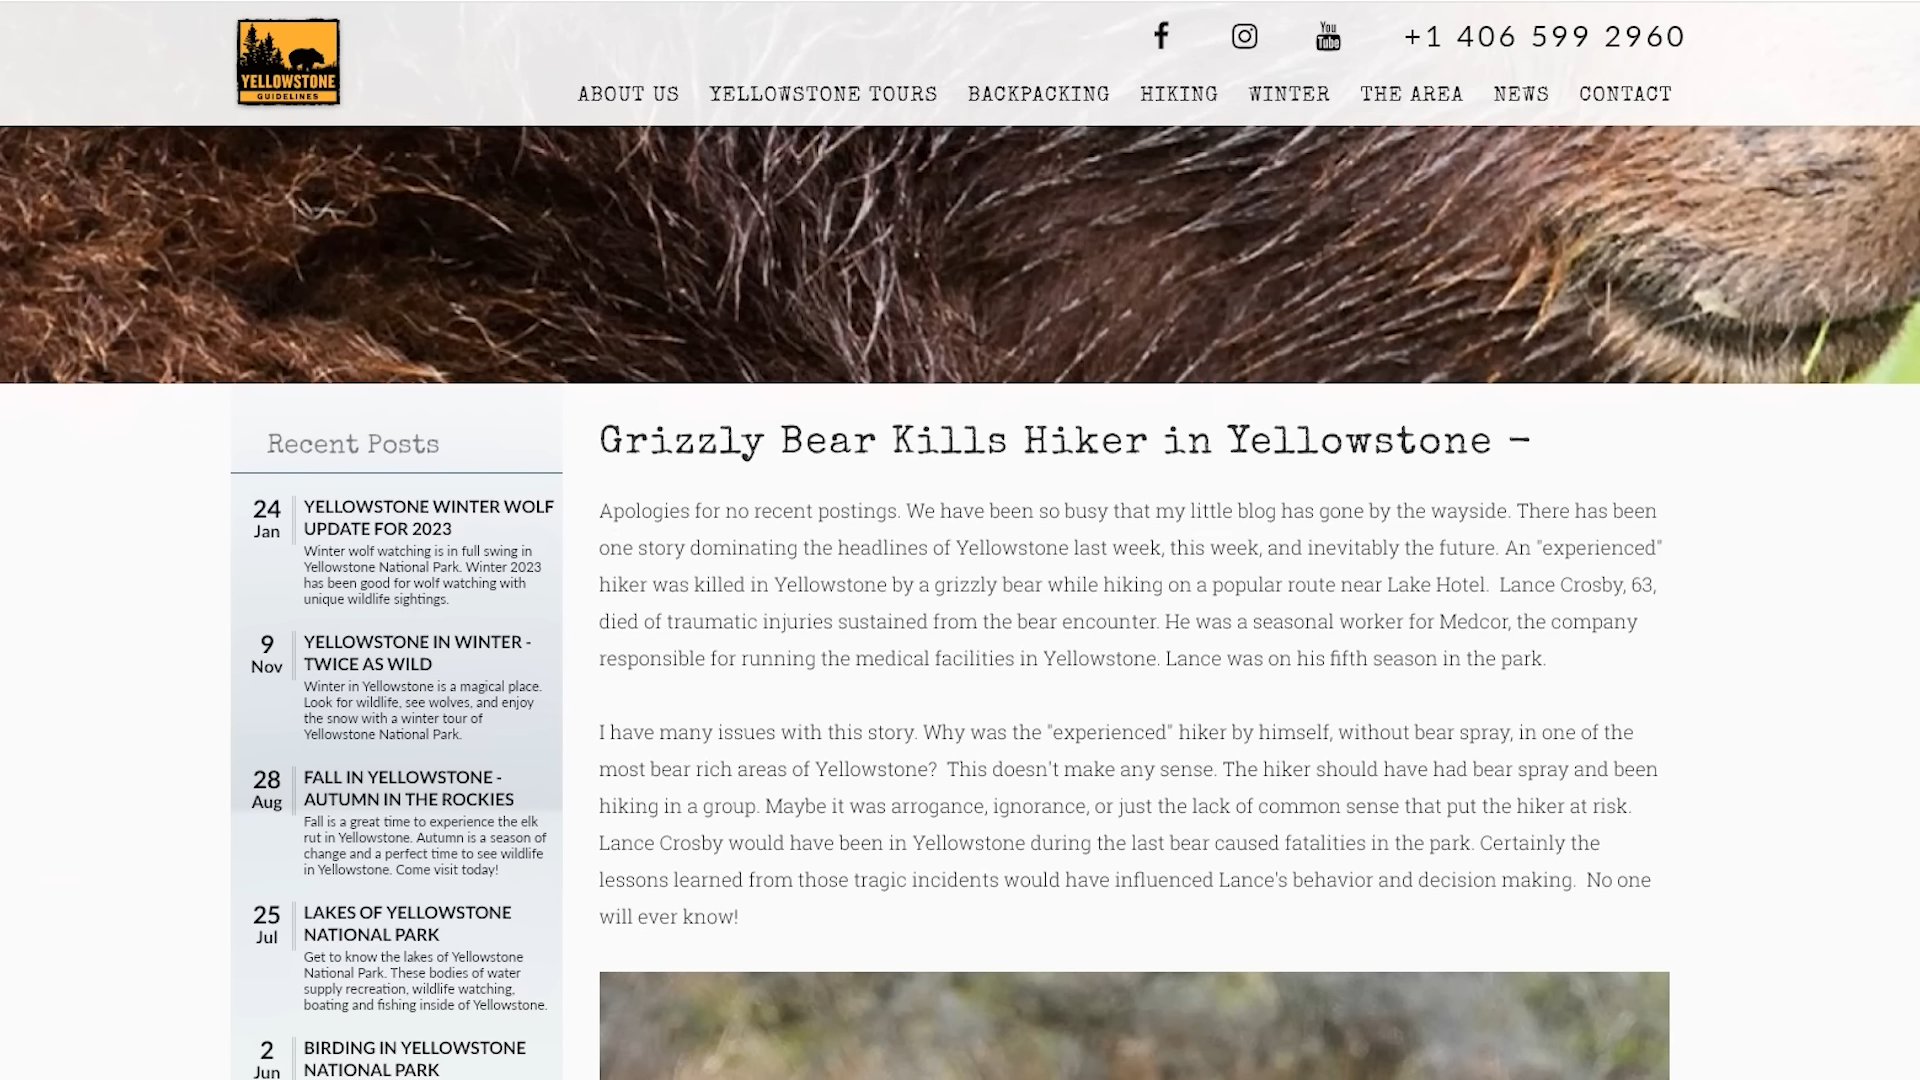 YELLOWSTONE
GUIDELINES
You
Tube
+1 406 599 2960
ABOUT US YELLOWSTONE TOURS BACKPACKING HIKING WINTER THE AREA NEWS CONTACT
Recent Posts
24
Jan
YELLOWSTONE WINTER WOLF
UPDATE FOR 2023
Winter wolf watching is in full swing in
Yellowstone National Park. Winter 2023
has been good for wolf watching with
unique wildlife sightings.
9
Nov
YELLOWSTONE IN WINTER -
TWICE AS WILD
Winter in Yellowstone is a magical place.
Look for wildlife, see wolves, and enjoy
the snow with a winter tour of
Yellowstone National Park.
28
Aug
FALL IN YELLOWSTONE -
AUTUMN IN THE ROCKIES
Fall is a great time to experience the elk
rut in Yellowstone. Autumn is a season of
change and a perfect time to see wildlife
in Yellowstone. Come visit today!
25
Jul
LAKES OF YELLOWSTONE
NATIONAL PARK
Get to know the lakes of Yellowstone
National Park. These bodies of water
supply recreation, wildlife watching,
boating and fishing inside of Yellowstone.
2
Jun
BIRDING IN YELLOWSTONE
NATIONAL PARK
Grizzly Bear Kills Hiker in Yellowstone -
Apologies for no recent postings. We have been so busy that my little blog has gone by the wayside. There has been
one story dominating the headlines of Yellowstone last week, this week, and inevitably the future. An "experienced"
hiker was killed in Yellowstone by a grizzly bear while hiking on a popular route near Lake Hotel. Lance Crosby, 63,
died of traumatic injuries sustained from the bear encounter. He was a seasonal worker for Medcor, the company
responsible for running the medical facilities in Yellowstone. Lance was on his fifth season in the park.
I have many issues with this story. Why was the "experienced" hiker by himself, without bear spray, in one of the
most bear rich areas of Yellowstone? This doesn't make any sense. The hiker should have had bear spray and been
hiking in a group. Maybe it was arrogance, ignorance, or just the lack of common sense that put the hiker at risk.
Lance Crosby would have been in Yellowstone during the last bear caused fatalities in the park. Certainly the
lessons learned from those tragic incidents would have influenced Lance's behavior and decision making. No one
will ever know!